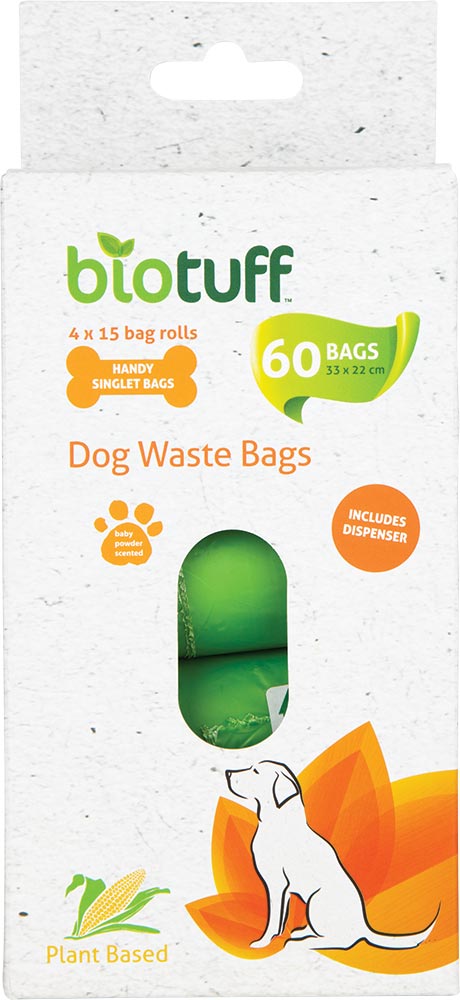 biotuff™
4 x 15 bag rolls
HANDY
SINGLET BAGS
60 BAGS
33 x 22 cm
Dog Waste Bags
baby
powder
scented
INCLUDES
DISPENSER
Plant Based